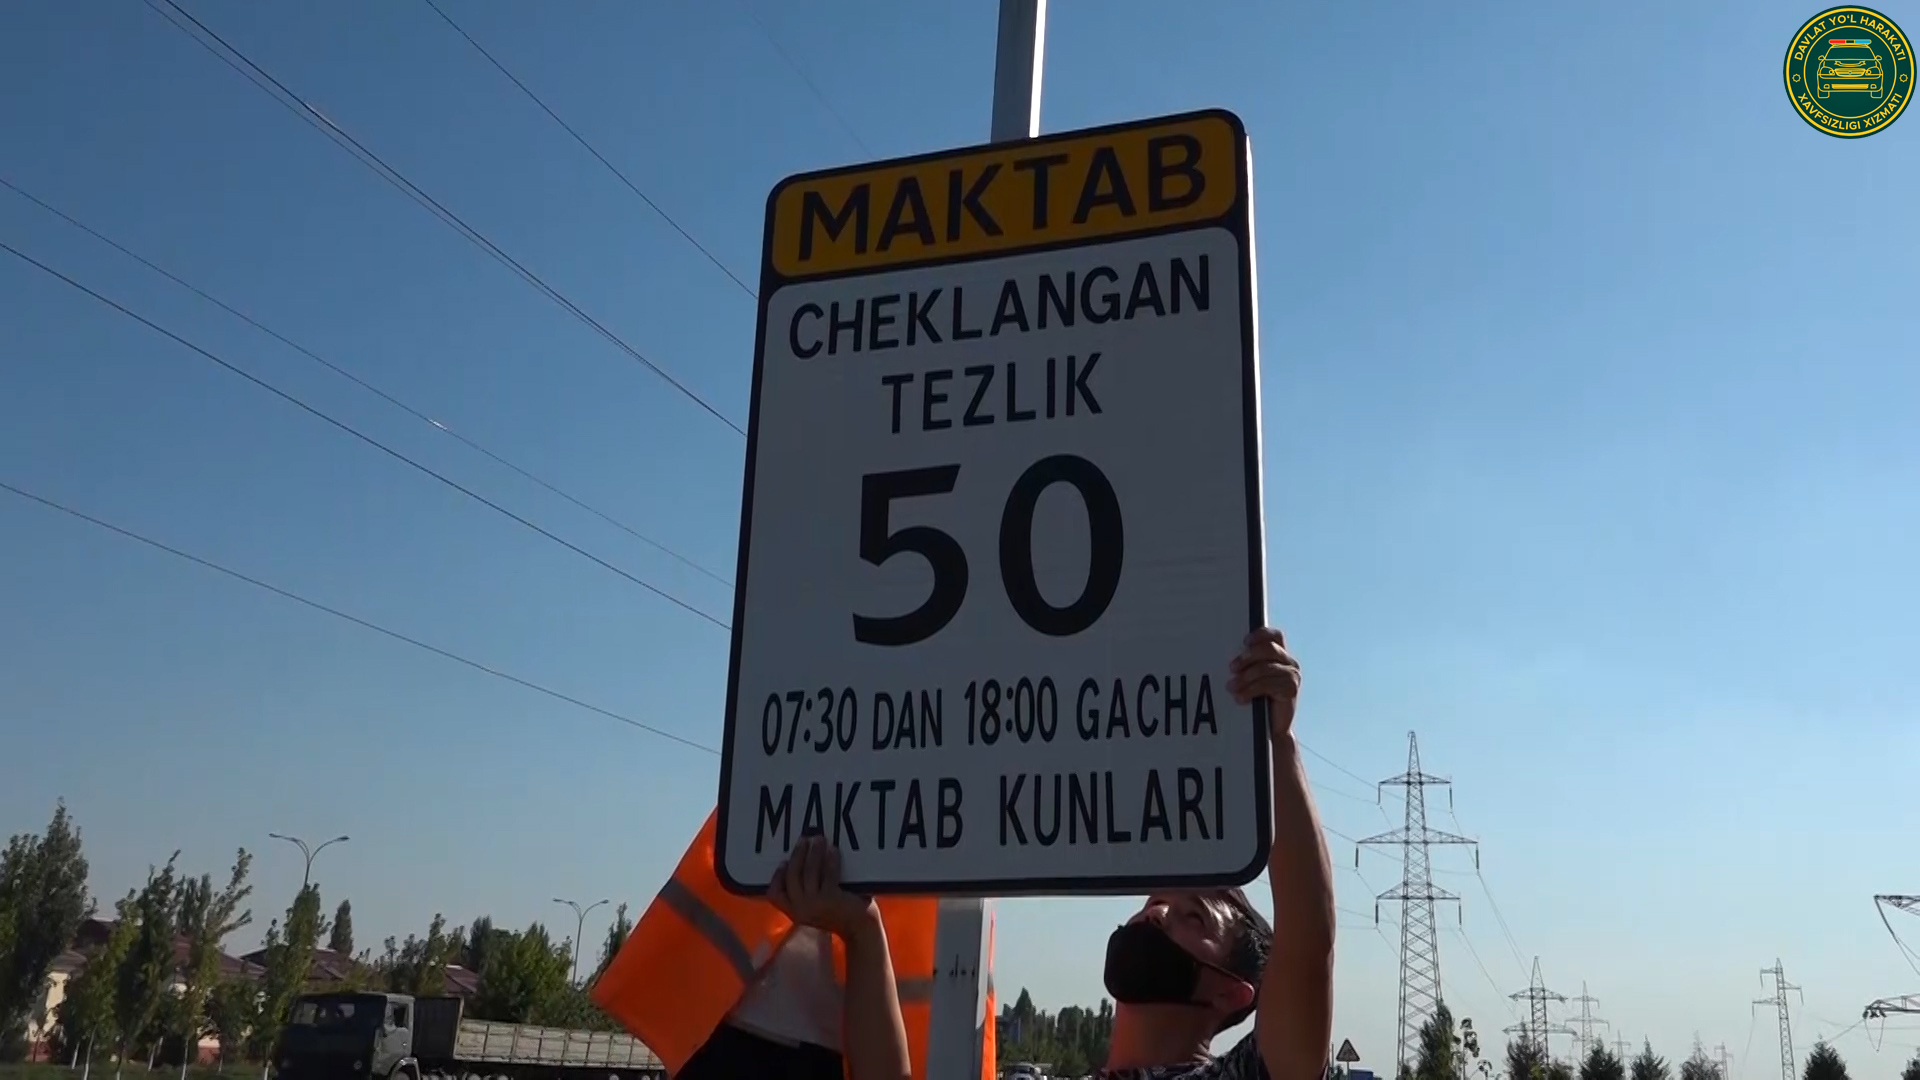 MAKTAB
CHEKLANGAN
TEZLIK
50
07:30 DAN 18:00 GACHA
MAKTAB KUNLARI
DAVLAT YO'L HARAKATI
XAVFSIZLIGI XIZMATI